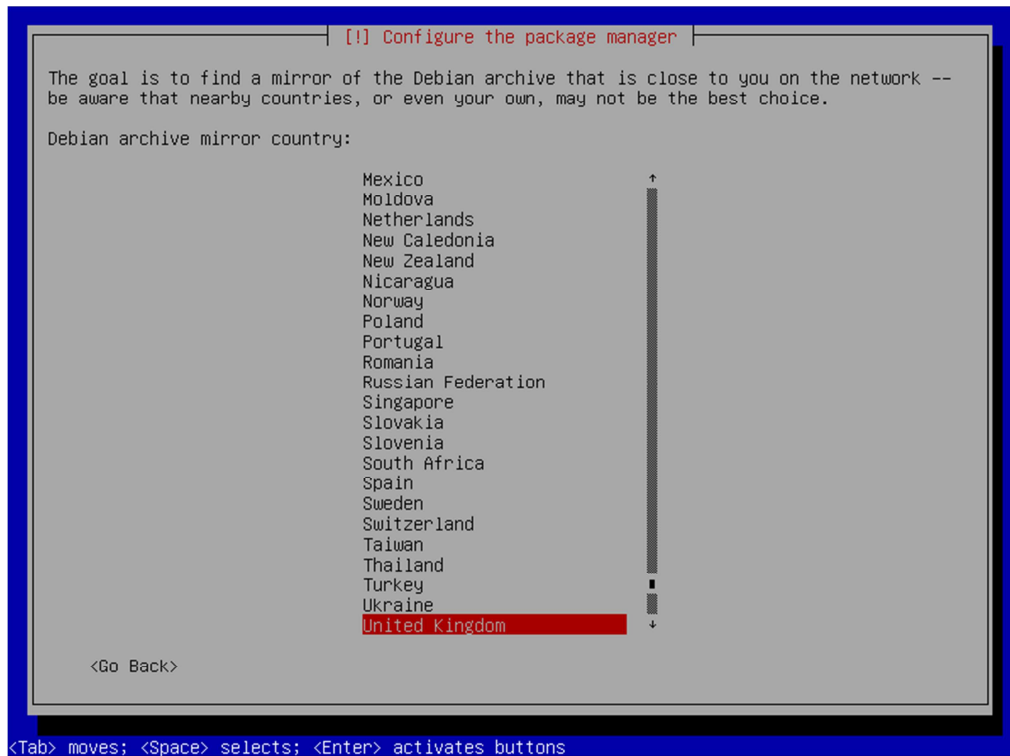 [!] Configure the package manager
The goal is to find a mirror of the Debian archive that is close to you on the network --
be aware that nearby countries, or even your own, may not be the best choice.
Debian archive mirror country:
Mexico
Moldova
Netherlands
New Caledonia
New Zealand
Nicaragua
Norway
Poland
Portugal
Romania
Russian Federation
Singapore
Slovakia
Slovenia
South Africa
Spain
Sweden
Switzerland
Taiwan
Thailand
Turkey
Ukraine
United Kingdom
<Go Back>
<Tab> moves; <Space> selects; <Enter> activates buttons